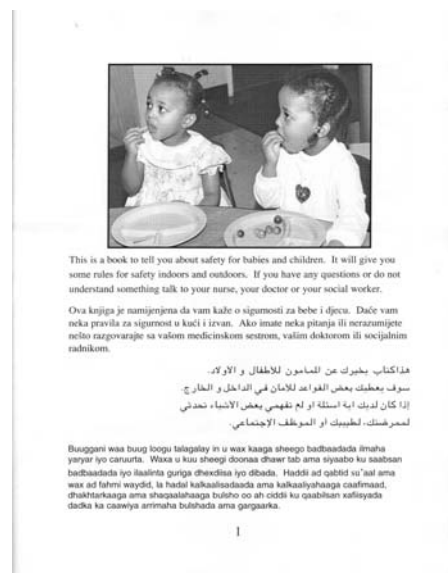 This is a book to tell you about safety for babies and children. It will give you
some rules for safety indoors and outdoors. If you have any questions or do not
understand something talk to your nurse, your doctor or your social worker.
Ova knjiga je namijenjena da vam kaže o sigurnosti za bebe i djecu. Daće vam
neka pravila za sigurnost u kući i izvan. Ako imate neka pitanja ili nerazumijete
nešto razgovarajte sa vašom medicinskom sestrom, vašim doktorom ili socijalnim
radnikom.
هذاكتاب يخبرك عن المامون للاطفال و الاولاد.
سوف يعطيك بعض القواعد للامان في الداخل و الخارج.
إذا كان لديك اية اسئلة او لم تفهمي بعض الأشياء تحدثي
لممرضتك، لطبيبك او الموظف الإجتماعي.
Buuggani waa buug loogu talagalay in u wax kaaga sheego badbaadada ilmaha
yaryar iyo caruurta. Waxa u kuu sheegi doonaa dhawr tab ama siyaabo ku saabsan
badbaadada iyo ilaalinta guriga dhexdiisa iyo dibada. Haddii ad qabtid su'aal ama
wax ad fahmi waydid, la hadal kalkaalisadaada ama kalkaaliyahaaga caafimaad,
dhakhtarkaaga ama shaqaalahaaga bulsho oo ah ciddii ku qaabilsan xafiisyada
dadka ka caawiya arrimaha bulshada ama gargaarka.
1